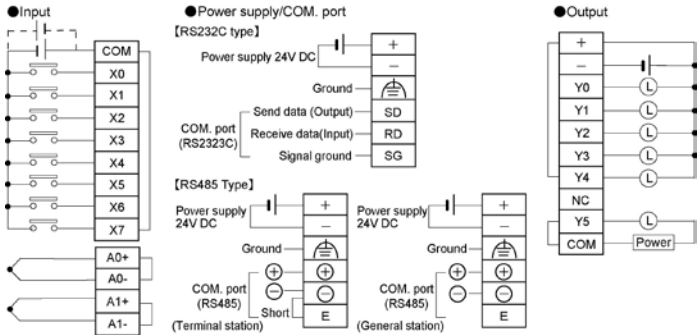 ●Input
COM
X0
X1
X2
X3
X4
X5
X6
X7
A0+
A0-
A1+
A1-
●Power supply/COM. port
【RS232C type】
Power supply 24V DC
+
−
Ground
Send data (Output) SD
COM. port
(RS2323C)
Receive data(Input) RD
Signal ground SG
【RS485 Type】
Power supply
24V DC
+
−
Ground
COM. port
(RS485)
+
−
+
−
Short
E
(Terminal station)
Power supply
24V DC
+
−
Ground
COM. port
(RS485)
+
−
+
−
E
(General station)
●Output
+
−
Y0 L
Y1 L
Y2 L
Y3 L
Y4 L
NC
Y5 L
COM Power